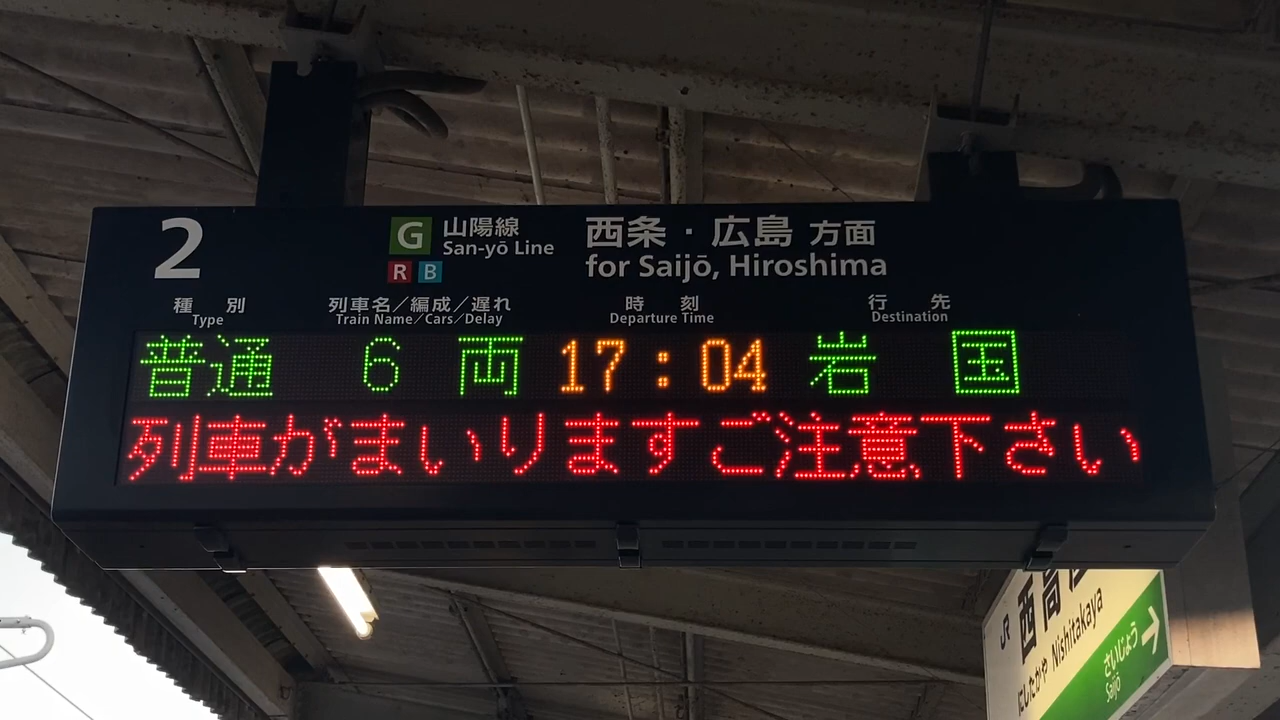 2
G 山陽線
San-yō Line
R B
西条・広島 方面
for Saijō, Hiroshima
種別 列車名/編成/遅れ 時刻 行先
Type Train Name/Cars/Delay Departure Time Destination
普通 6両 17:04 岩国
列車がまいりますご注意下さい
JR 西高
にしたかや Nishitakaya
さいじょう
Saijō